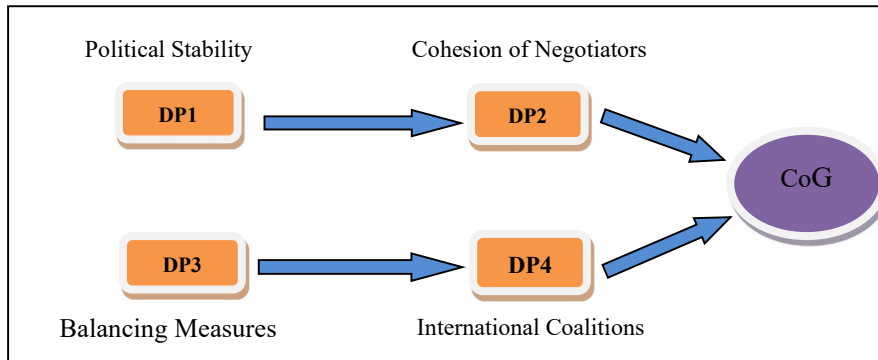 Political Stability
Cohesion of Negotiators
DP1
DP2
CoG
DP3
DP4
Balancing Measures
International Coalitions